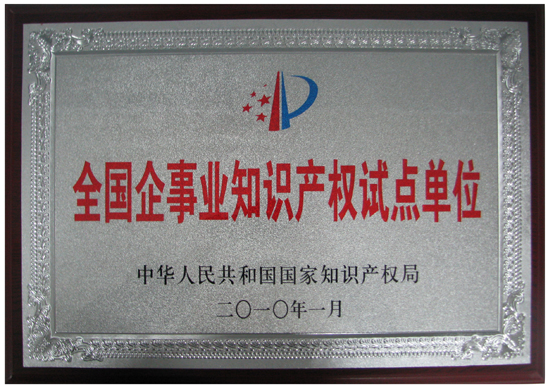 全国企事业知识产权试点单位
中华人民共和国国家知识产权局
二〇一〇年一月